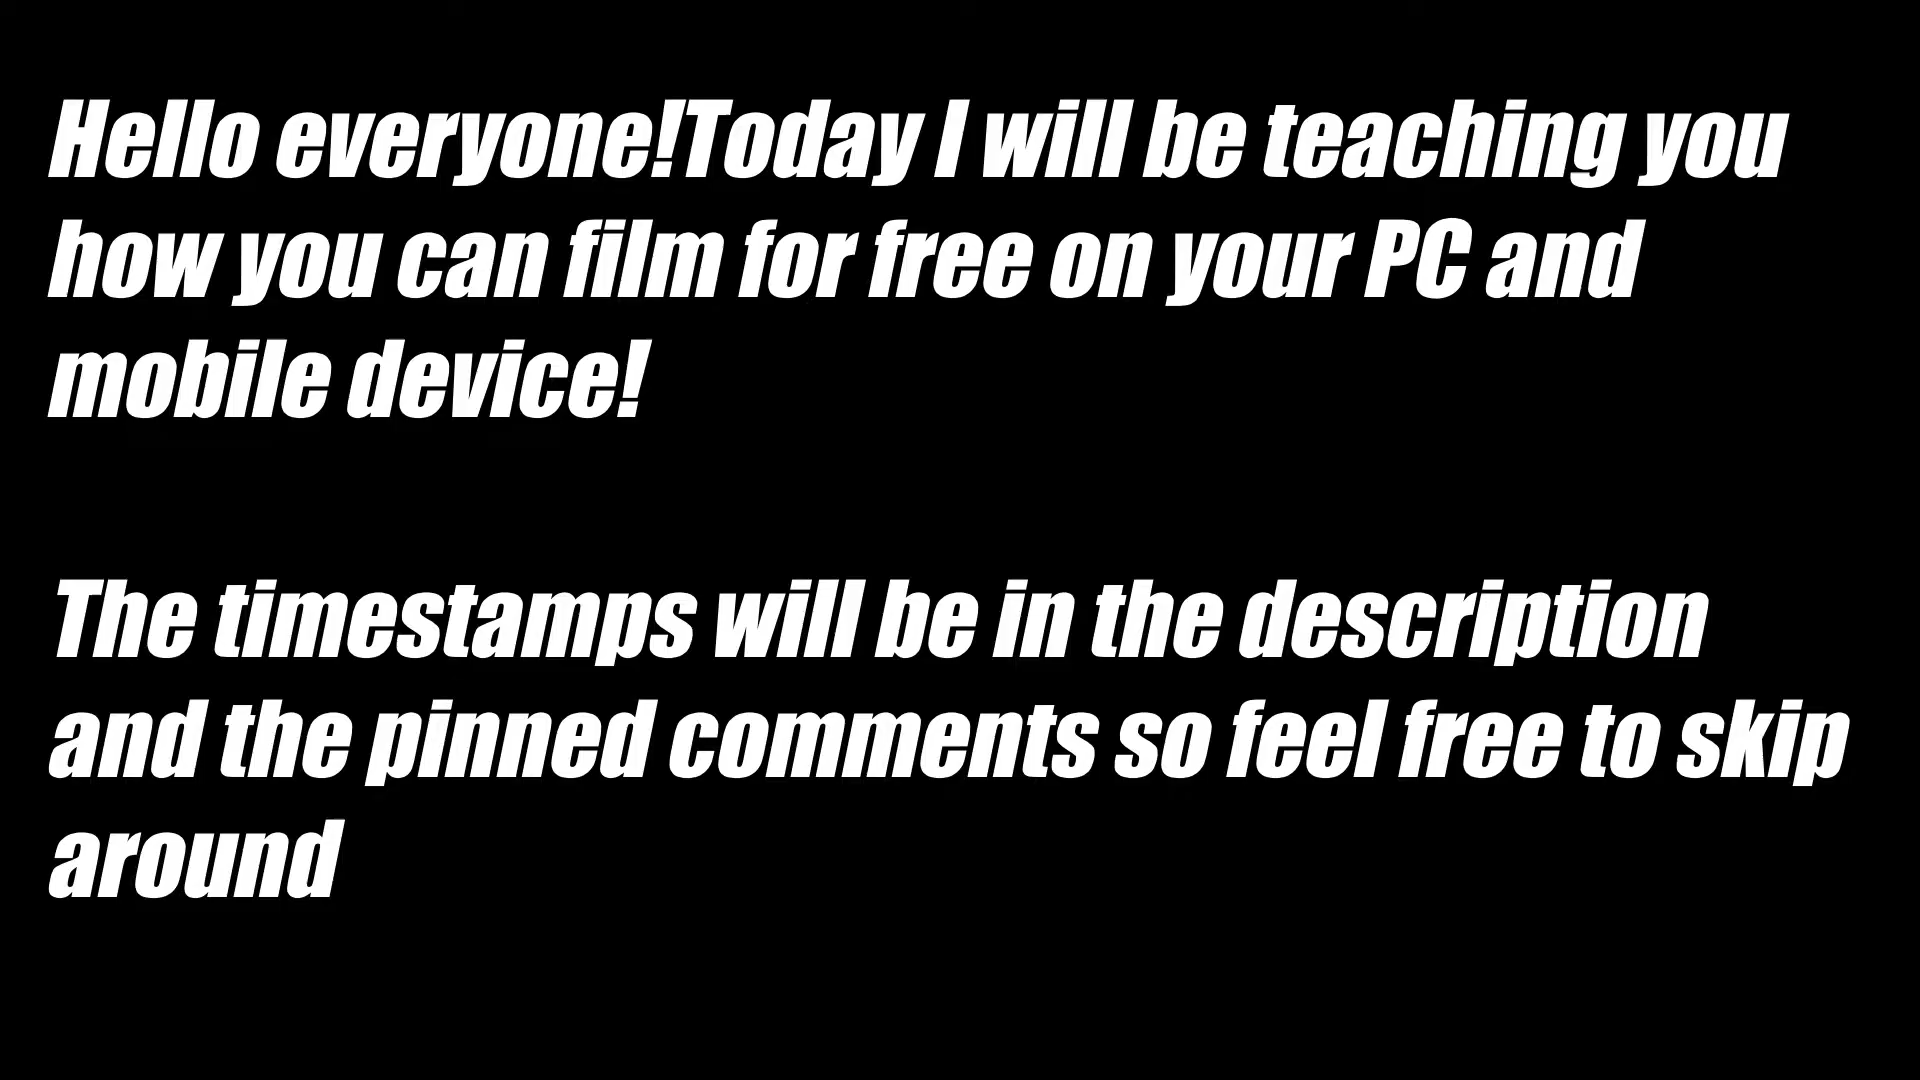 Hello everyone!Today I will be teaching you
how you can film for free on your PC and
mobile device!
The timestamps will be in the description
and the pinned comments so feel free to skip
around